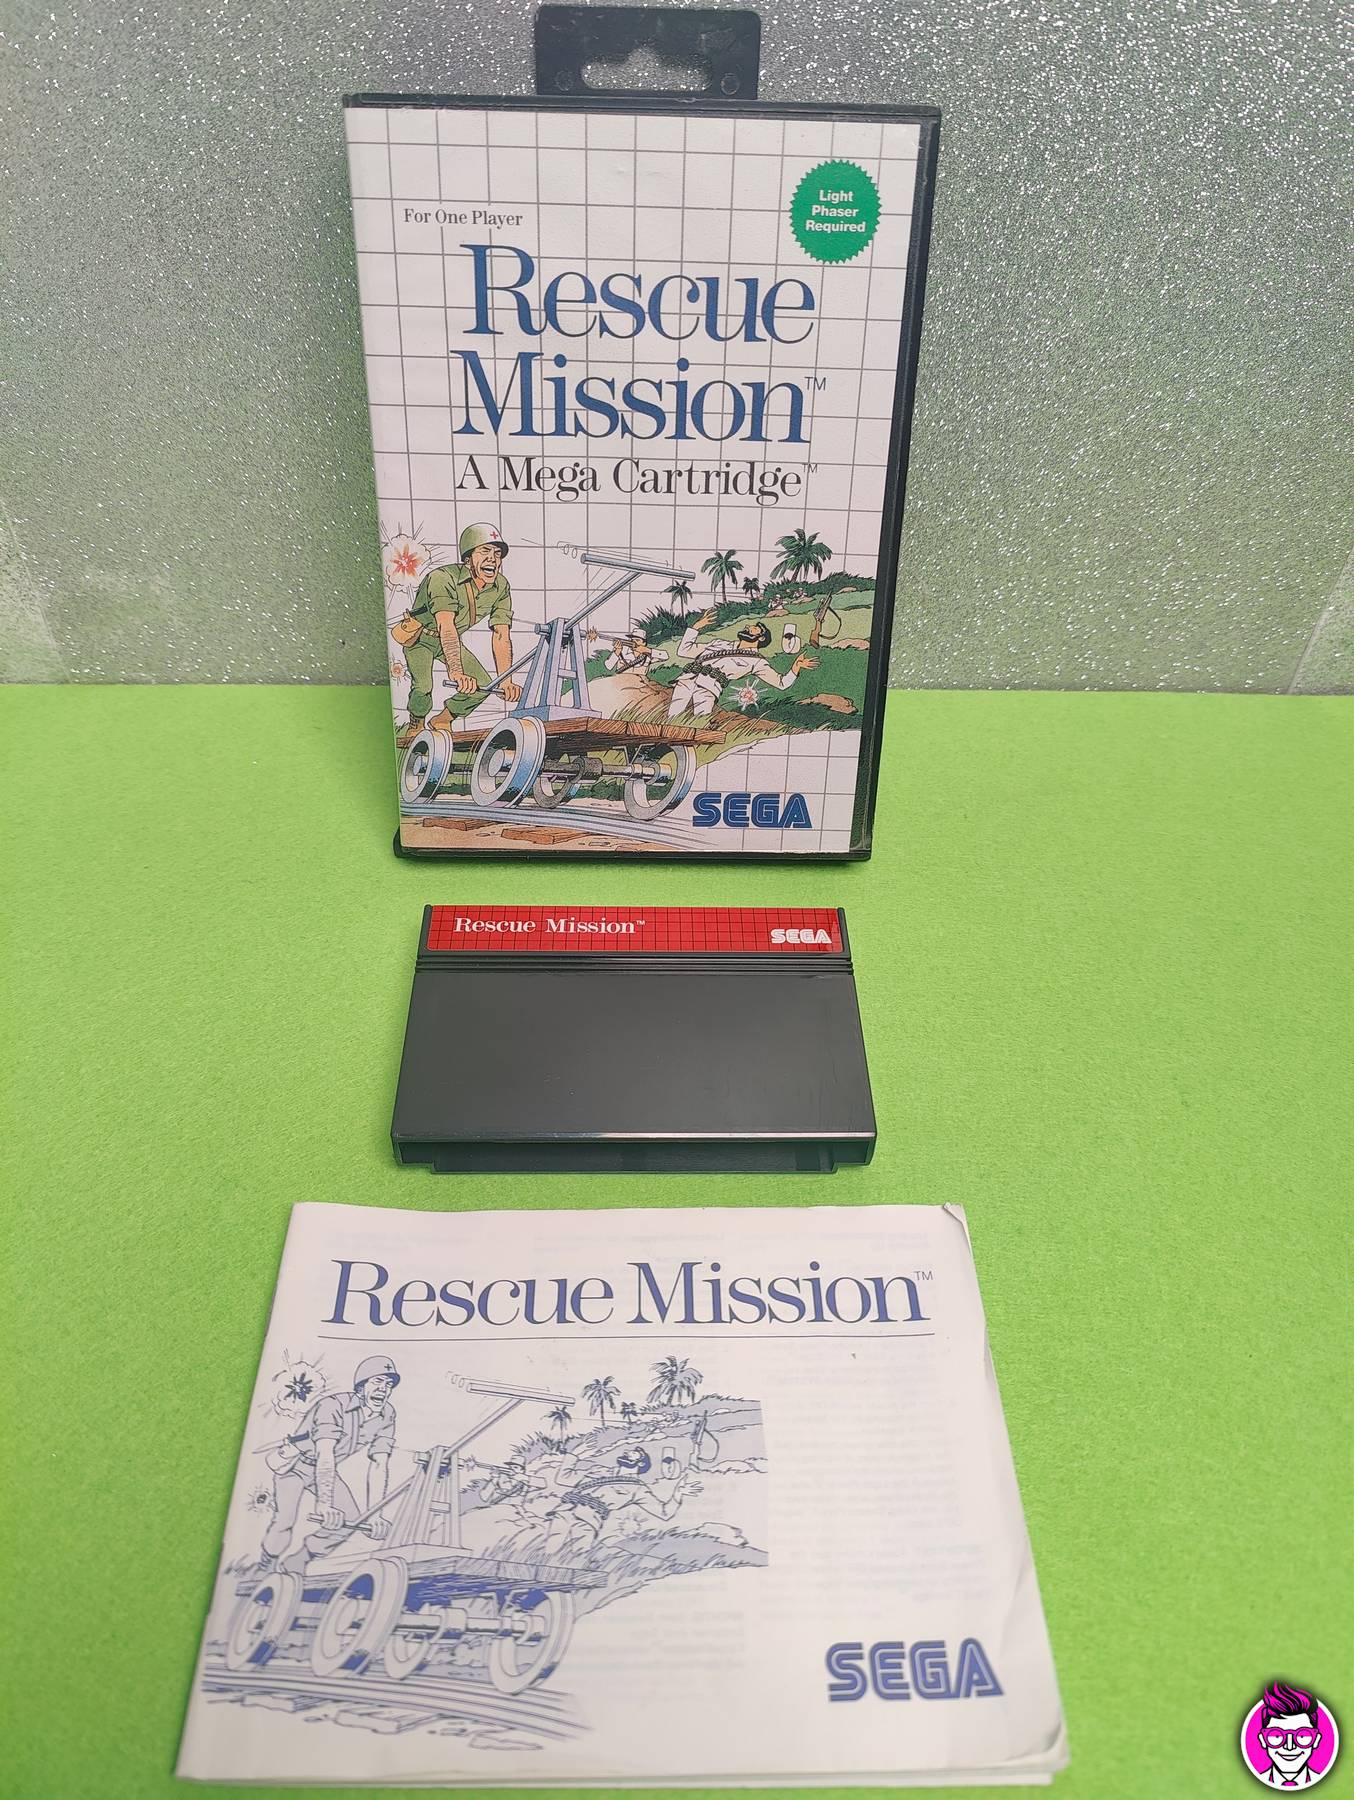 For One Player
Light
Phaser
Required
Rescue
Mission™
A Mega Cartridge™
SEGA
Rescue Mission™
SEGA
Rescue Mission™
SEGA